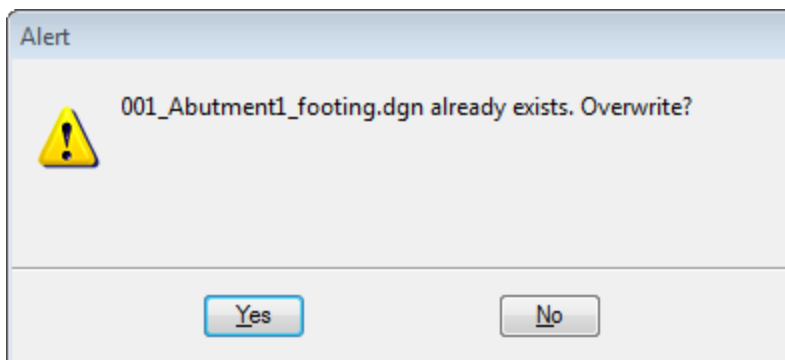 Alert
001_Abutment1_footing.dgn already exists. Overwrite?
Yes
No